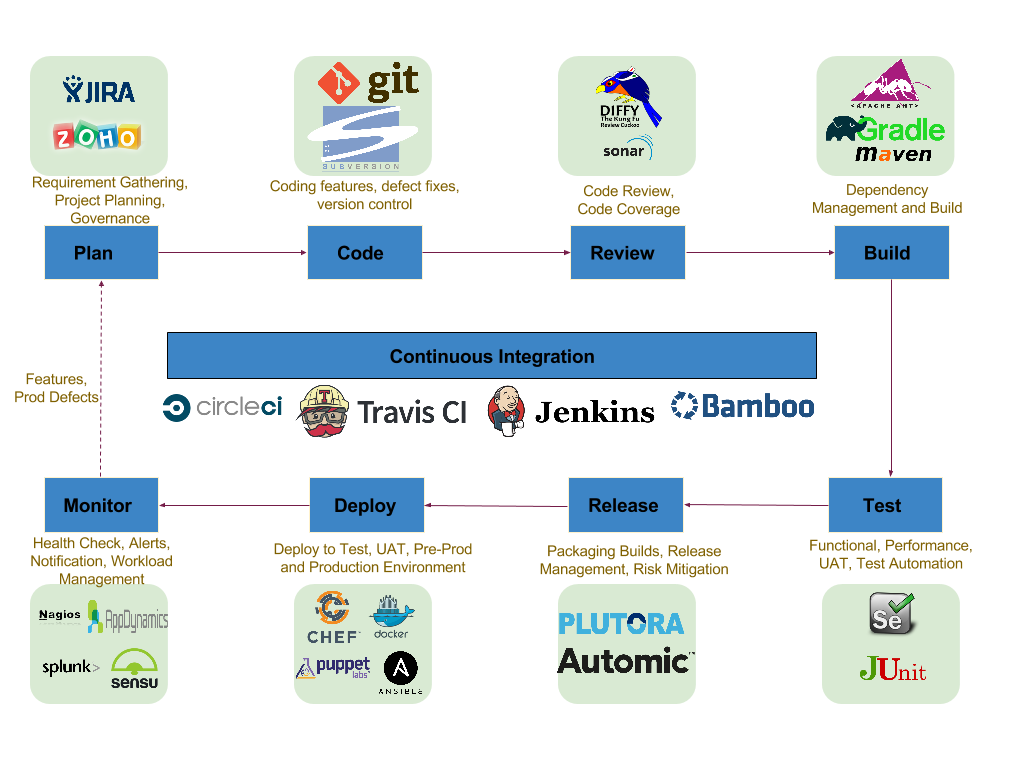 JIRA
ZOHO
Requirement Gathering,
Project Planning,
Governance
Plan
git
SUBVERSION
Coding features, defect fixes,
version control
Code
DIFFY
The Kung Fu
Review Cuckoo
sonar
Code Review,
Code Coverage
Review
<APACHE ANT>
Gradle
maven
Dependency
Management and Build
Build
Continuous Integration
circleci
T
Travis CI
Jenkins
Bamboo
Features,
Prod Defects
Monitor
Health Check, Alerts,
Notification, Workload
Management
Nagios
AppDynamics
splunk>
sensu
Deploy
Deploy to Test, UAT, Pre-Prod
and Production Environment
CHEF
docker
puppet
labs
A
ANSIBLE
Release
Packaging Builds, Release
Management, Risk Mitigation
PLUTORA
Automic™
Test
Functional, Performance,
UAT, Test Automation
Se
JUnit